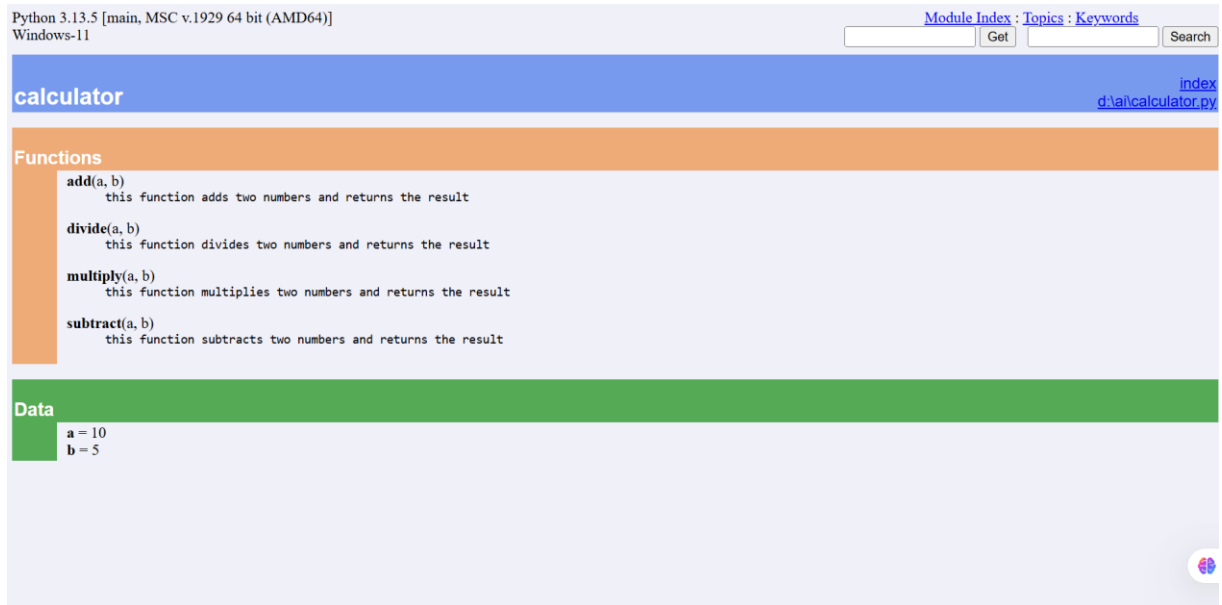 Python 3.13.5 [main, MSC v.1929 64 bit (AMD64)]
Windows-11
Module Index : Topics : Keywords
Get Search
calculator
index
d:\ai\calculator.py
Functions
add(a, b)
this function adds two numbers and returns the result
divide(a, b)
this function divides two numbers and returns the result
multiply(a, b)
this function multiplies two numbers and returns the result
subtract(a, b)
this function subtracts two numbers and returns the result
Data
a = 10
b = 5